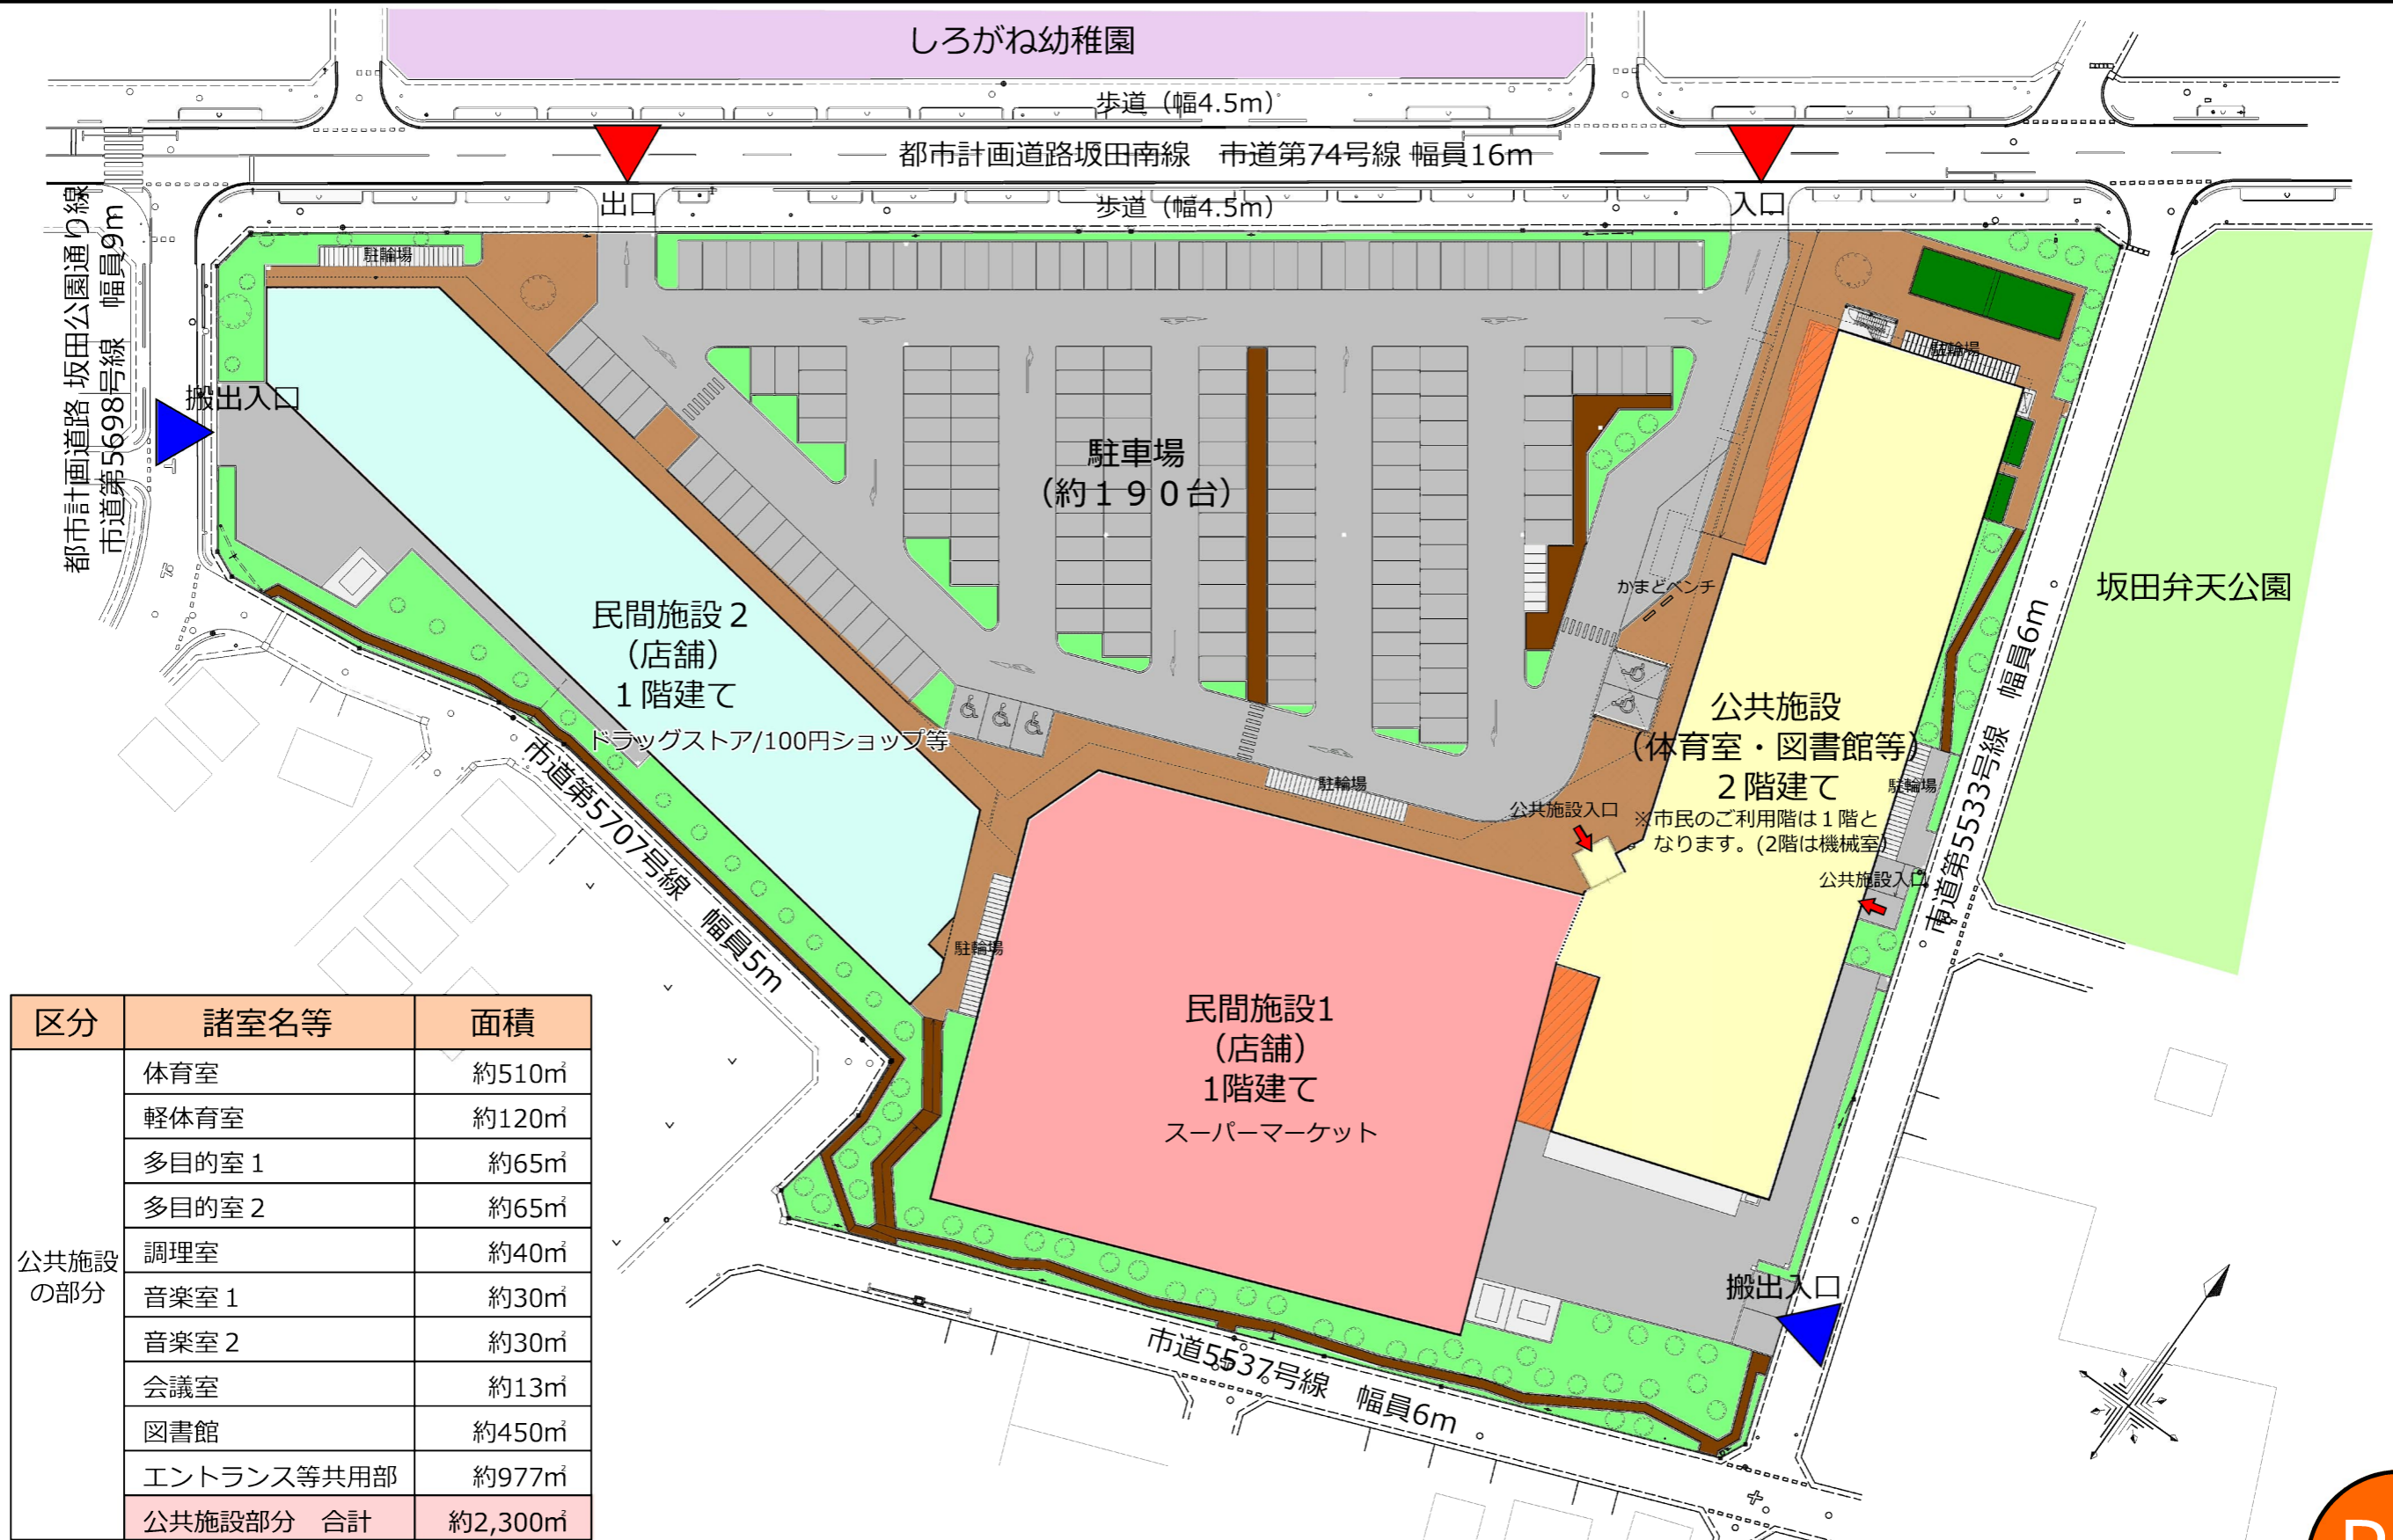 しろがね幼稚園
歩道（幅4.5m）
都市計画道路坂田南線　市道第74号線 幅員16m
出口
歩道（幅4.5m）
入口
都市計画道路 坂田公園通り線
市道第5698号線　幅員9m
駐輪場
搬出入口
駐輪場
駐車場
（約１９０台）
かまどベンチ
坂田弁天公園
民間施設２
（店舗）
１階建て
ドラッグストア/100円ショップ等
公共施設
（体育室・図書館等）
２階建て
※市民のご利用階は１階と
なります。(2階は機械室)
駐輪場
駐輪場
公共施設入口
公共施設入口
市道第5533号線　幅員6m
市道第5707号線　幅員5m
駐輪場
民間施設1
（店舗）
1階建て
スーパーマーケット
搬出入口
市道5537号線　幅員6m
区分 諸室名等 面積
公共施設
の部分
体育室 約510㎡
軽体育室 約120㎡
多目的室１ 約65㎡
多目的室２ 約65㎡
調理室 約40㎡
音楽室１ 約30㎡
音楽室２ 約30㎡
会議室 約13㎡
図書館 約450㎡
エントランス等共用部 約977㎡
公共施設部分　合計 約2,300㎡